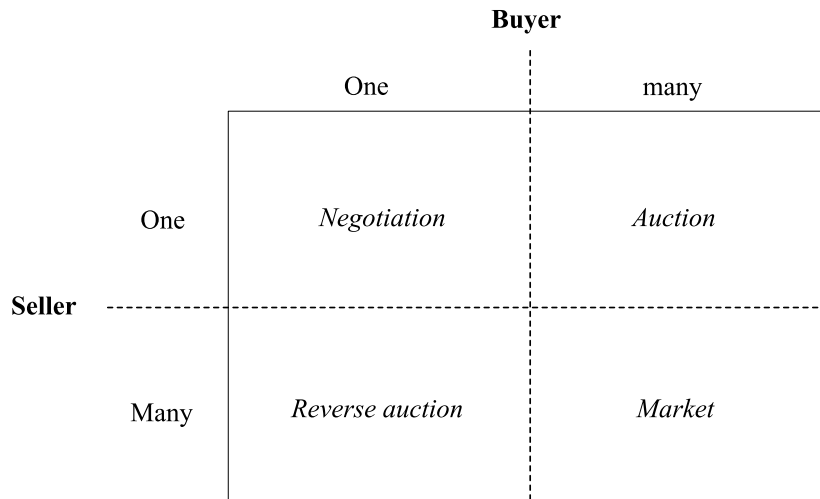 Buyer
One many
One Negotiation Auction
Seller
Many Reverse auction Market